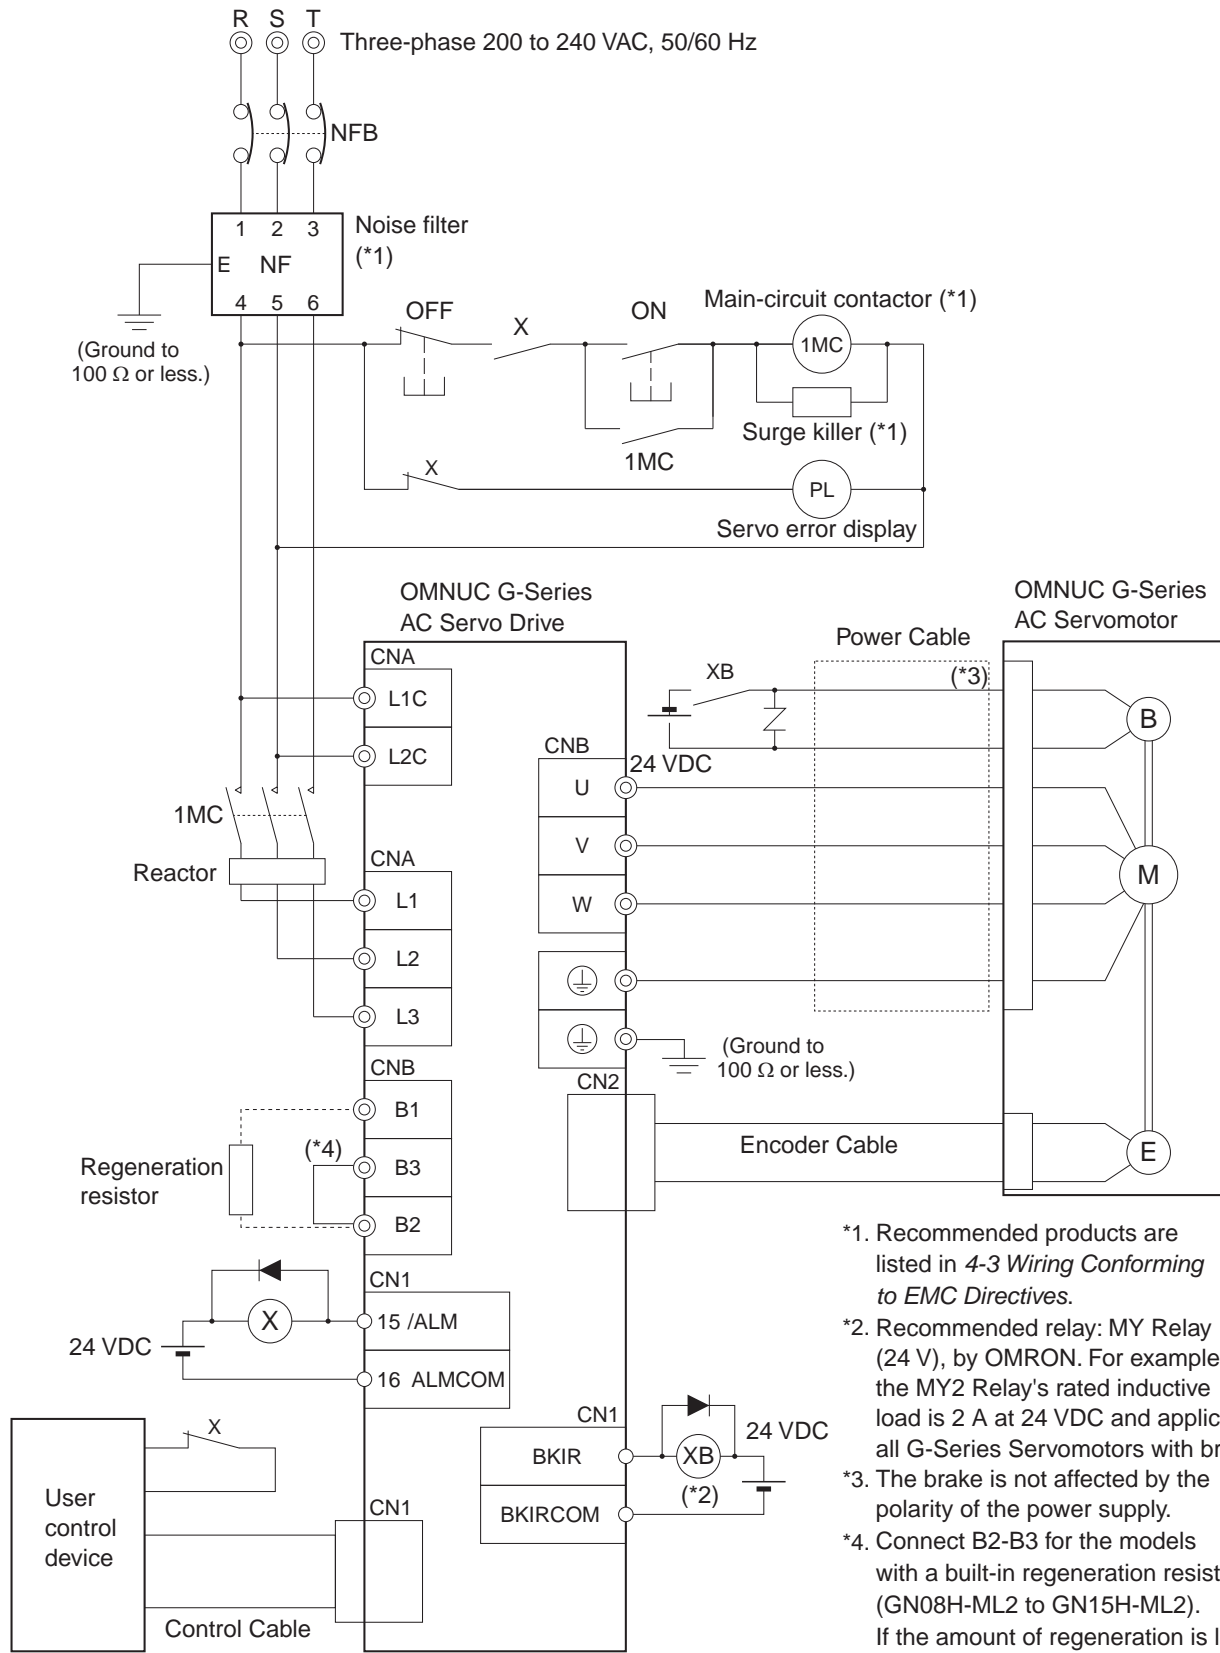 R S T
Three-phase 200 to 240 VAC, 50/60 Hz
NFB
1 2 3
E NF
4 5 6
Noise filter
(*1)
(Ground to
100 Ω or less.)
OFF
X
ON
Main-circuit contactor (*1)
1MC
Surge killer (*1)
1MC
X
PL
Servo error display
OMNUC G-Series
AC Servo Drive
OMNUC G-Series
AC Servomotor
Power Cable
CNA
L1C
L2C
XB
(*3)
B
24 VDC
CNB
U
V
W
M
1MC
Reactor
CNA
L1
L2
L3
(Ground to
100 Ω or less.)
CNB
B1
B3
B2
(*4)
Regeneration
resistor
CN2
Encoder Cable
E
CN1
15 /ALM
16 ALMCOM
X
24 VDC
CN1
BKIR
BKIRCOM
XB
(*2)
24 VDC
X
User
control
device
CN1
Control Cable
*1. Recommended products are
listed in 4-3 Wiring Conforming
to EMC Directives.
*2. Recommended relay: MY Relay
(24 V), by OMRON. For example
the MY2 Relay's rated inductive
load is 2 A at 24 VDC and applic
all G-Series Servomotors with br
*3. The brake is not affected by the
polarity of the power supply.
*4. Connect B2-B3 for the models
with a built-in regeneration resist
(GN08H-ML2 to GN15H-ML2).
If the amount of regeneration is l